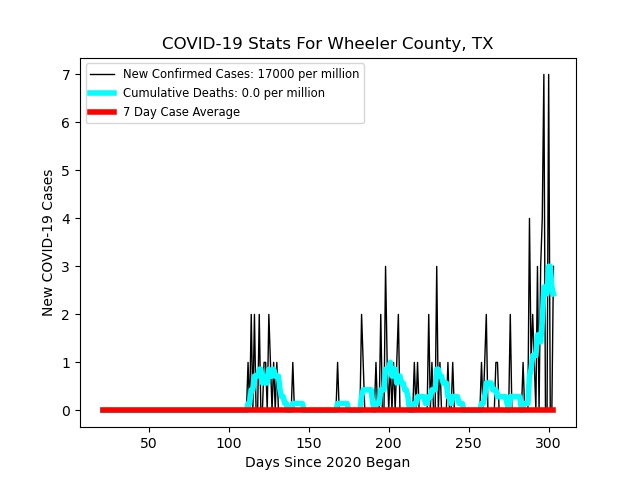 COVID-19 Stats For Wheeler County, TX
New Confirmed Cases: 17000 per million
Cumulative Deaths: 0.0 per million
7 Day Case Average
7
6
5
4
3
2
1
0
New COVID-19 Cases
50 100 150 200 250 300
Days Since 2020 Began